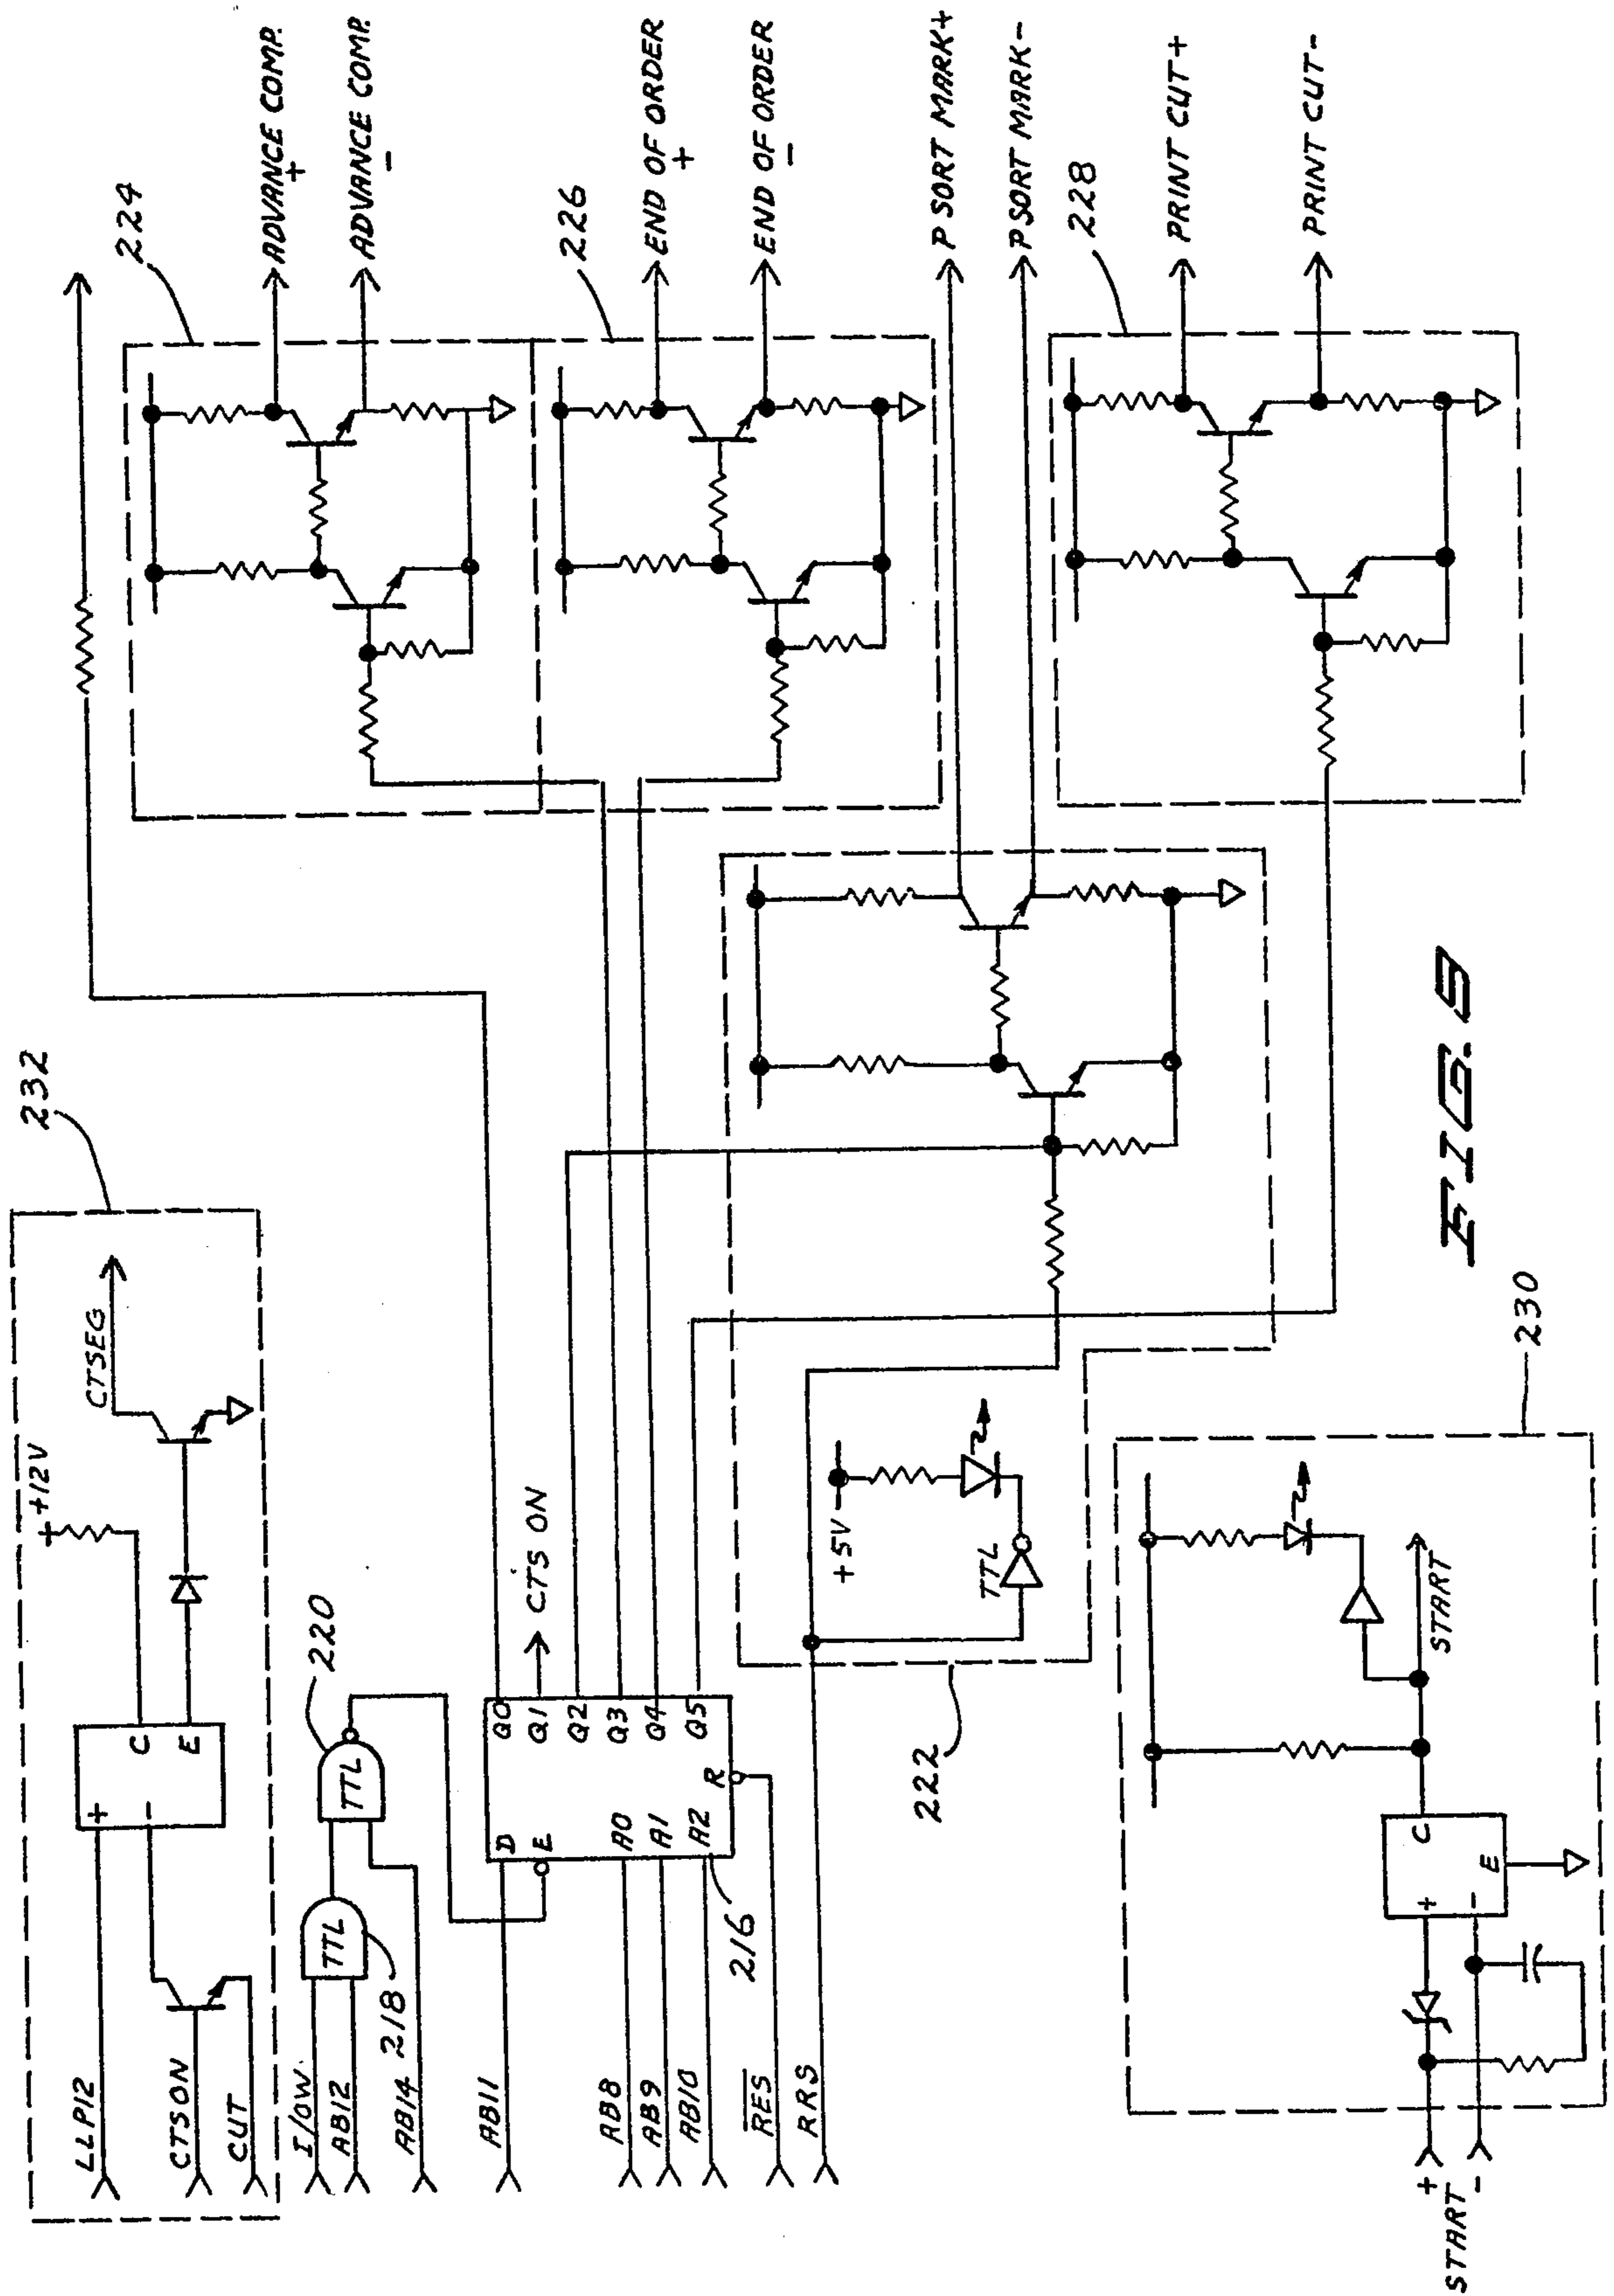 232
+12V
CTSEG
C
E
+
-
LLP12
CTSON
CUT
220
TTL
TTL
218
I/OW
AB12
AB14
AB11
AB8
AB9
AB10
RES
RRS
D
E
A0
A1
A2
R
Q0
Q1
Q2
Q3
Q4
Q5
216
CTS ON
222
+5V
TTL
224
ADVANCE COMP.
+
ADVANCE COMP.
-
226
END OF ORDER
+
END OF ORDER
-
P SORT MARK+
P SORT MARK-
228
PRINT CUT+
PRINT CUT-
230
START
C
E
+
-
+
START
-
FIG. 9